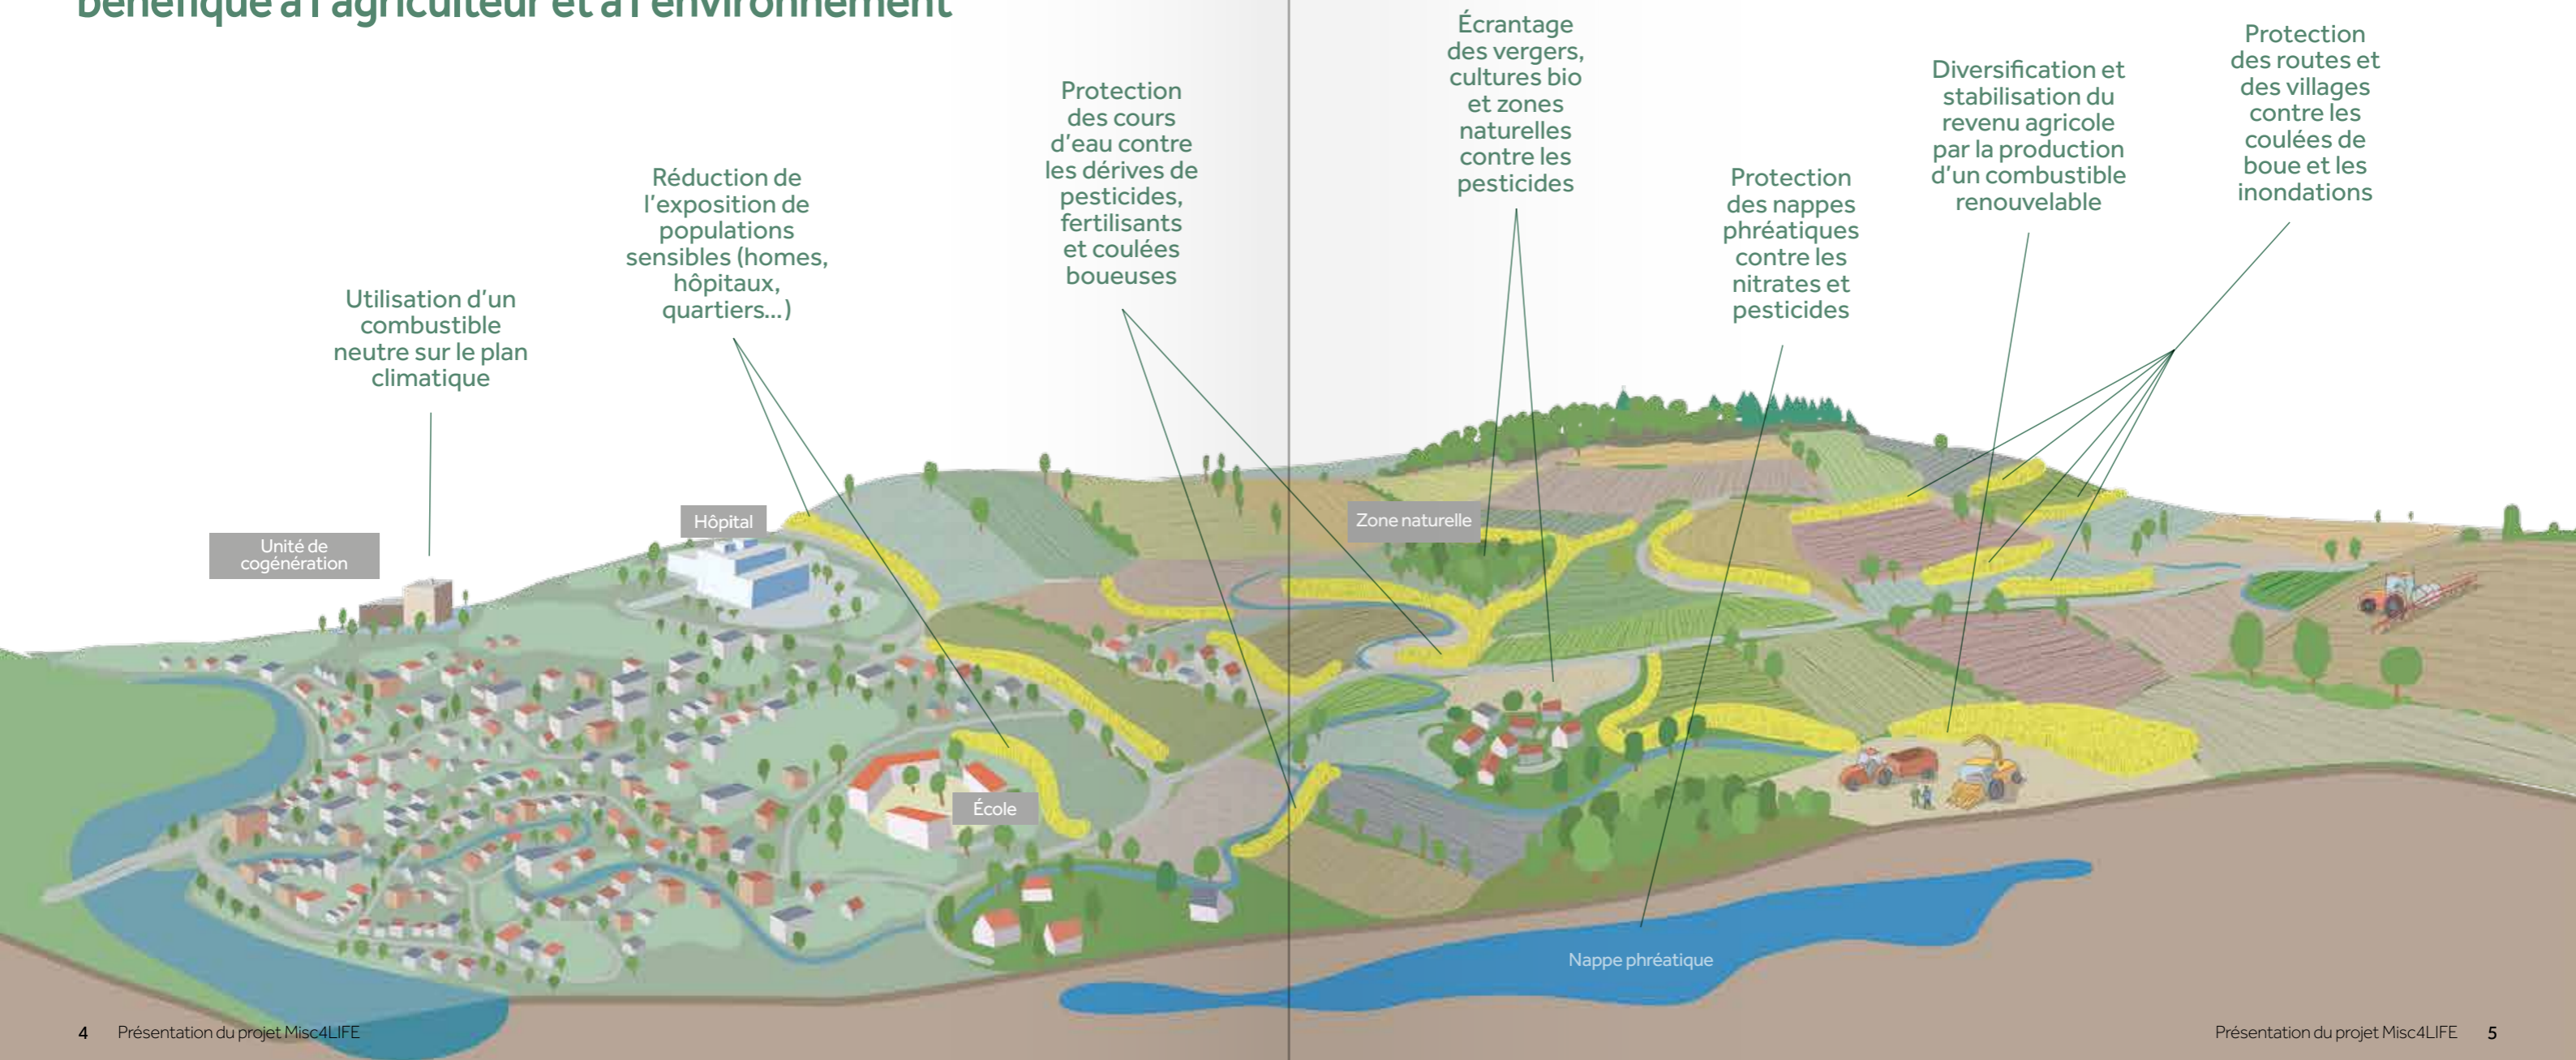 bénéfique à l'agriculteur et à l'environnement
Utilisation d'un
combustible
neutre sur le plan
climatique
Réduction de
l'exposition de
populations
sensibles (homes,
hôpitaux,
quartiers...)
Protection
des cours
d'eau contre
les dérives de
pesticides,
fertilisants
et coulées
boueuses
Écrantage
des vergers,
cultures bio
et zones
naturelles
contre les
pesticides
Protection
des nappes
phréatiques
contre les
nitrates et
pesticides
Diversification et
stabilisation du
revenu agricole
par la production
d'un combustible
renouvelable
Protection
des routes et
des villages
contre les
coulées de
boue et les
inondations
Unité de
cogénération
Hôpital
Zone naturelle
École
Nappe phréatique
4 Présentation du projet Misc4LIFE
Présentation du projet Misc4LIFE 5